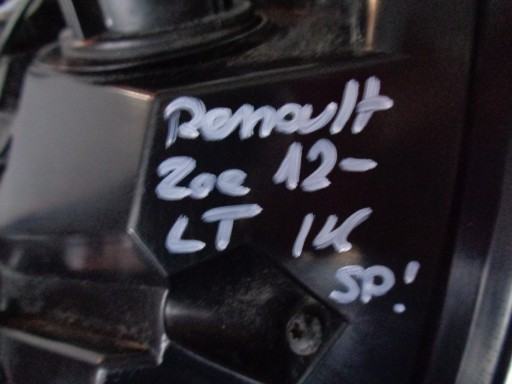 Renault
Zoe 12-
LT 1K
SP!